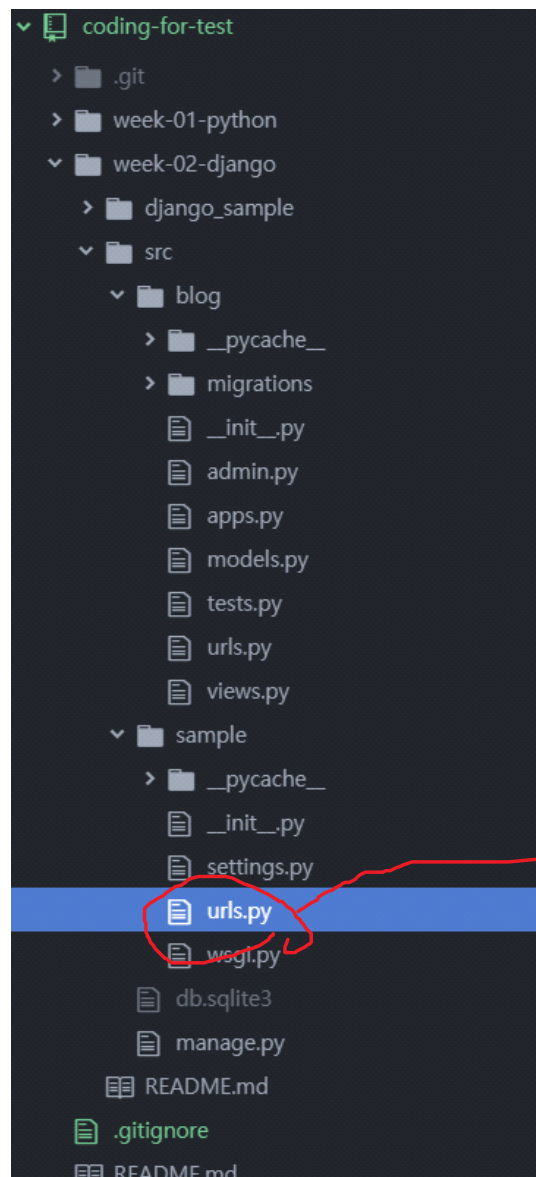 coding-for-test
.git
week-01-python
week-02-django
django_sample
src
blog
__pycache__
migrations
__init__.py
admin.py
apps.py
models.py
tests.py
urls.py
views.py
sample
__pycache__
__init__.py
settings.py
urls.py
wsgi.py
db.sqlite3
manage.py
README.md
.gitignore
README.md